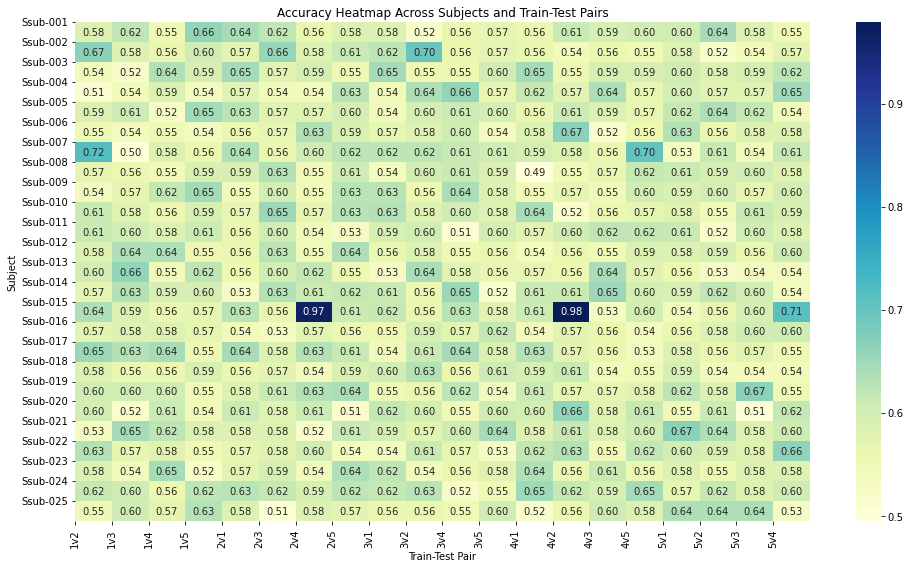 Accuracy Heatmap Across Subjects and Train-Test Pairs
Subject
Ssub-001 0.58 0.62 0.55 0.66 0.64 0.62 0.56 0.58 0.58 0.52 0.56 0.57 0.56 0.61 0.59 0.60 0.60 0.64 0.58 0.55
Ssub-002 0.67 0.58 0.56 0.60 0.57 0.66 0.58 0.61 0.62 0.70 0.56 0.57 0.56 0.54 0.56 0.55 0.58 0.52 0.54 0.57
Ssub-003 0.54 0.52 0.64 0.59 0.65 0.57 0.59 0.55 0.65 0.55 0.55 0.60 0.65 0.55 0.59 0.59 0.60 0.58 0.59 0.62
Ssub-004 0.51 0.54 0.59 0.54 0.57 0.54 0.54 0.63 0.54 0.64 0.66 0.57 0.62 0.57 0.64 0.57 0.60 0.57 0.57 0.65
Ssub-005 0.59 0.61 0.52 0.65 0.63 0.57 0.57 0.60 0.54 0.60 0.61 0.60 0.56 0.61 0.59 0.57 0.62 0.64 0.62 0.54
Ssub-006 0.55 0.54 0.55 0.54 0.56 0.57 0.63 0.59 0.57 0.58 0.60 0.54 0.58 0.67 0.52 0.56 0.63 0.56 0.58 0.58
Ssub-007 0.72 0.50 0.58 0.56 0.64 0.56 0.60 0.62 0.62 0.62 0.61 0.61 0.59 0.58 0.56 0.70 0.53 0.61 0.54 0.61
Ssub-008 0.57 0.56 0.55 0.59 0.59 0.63 0.55 0.61 0.54 0.60 0.61 0.59 0.49 0.55 0.57 0.62 0.61 0.59 0.60 0.58
Ssub-009 0.54 0.57 0.62 0.65 0.55 0.60 0.55 0.63 0.63 0.56 0.64 0.58 0.55 0.57 0.55 0.60 0.59 0.60 0.57 0.60
Ssub-010 0.61 0.58 0.56 0.59 0.57 0.65 0.57 0.63 0.63 0.58 0.60 0.58 0.64 0.52 0.56 0.57 0.58 0.55 0.61 0.59
Ssub-011 0.61 0.60 0.58 0.61 0.56 0.60 0.54 0.53 0.59 0.60 0.51 0.60 0.57 0.60 0.62 0.62 0.61 0.52 0.60 0.58
Ssub-012 0.58 0.64 0.64 0.55 0.56 0.63 0.55 0.64 0.56 0.58 0.55 0.56 0.54 0.56 0.55 0.59 0.58 0.59 0.56 0.60
Ssub-013 0.60 0.66 0.55 0.62 0.56 0.60 0.62 0.55 0.53 0.64 0.58 0.56 0.57 0.56 0.64 0.57 0.56 0.53 0.54 0.54
Ssub-014 0.57 0.63 0.59 0.60 0.53 0.63 0.61 0.61 0.61 0.56 0.65 0.52 0.61 0.61 0.65 0.60 0.59 0.62 0.60 0.54
Ssub-015 0.64 0.59 0.56 0.57 0.63 0.56 0.97 0.61 0.62 0.56 0.63 0.58 0.61 0.98 0.53 0.60 0.54 0.56 0.60 0.71
Ssub-016 0.57 0.58 0.58 0.57 0.54 0.53 0.57 0.56 0.55 0.59 0.57 0.62 0.54 0.57 0.56 0.54 0.56 0.58 0.60 0.60
Ssub-017 0.65 0.63 0.64 0.55 0.64 0.58 0.63 0.61 0.54 0.61 0.64 0.58 0.63 0.57 0.56 0.53 0.58 0.56 0.57 0.55
Ssub-018 0.58 0.56 0.56 0.59 0.56 0.57 0.54 0.59 0.60 0.63 0.56 0.61 0.59 0.61 0.54 0.55 0.59 0.54 0.54 0.54
Ssub-019 0.60 0.60 0.60 0.55 0.58 0.61 0.63 0.64 0.55 0.56 0.62 0.54 0.61 0.57 0.57 0.58 0.62 0.58 0.67 0.55
Ssub-020 0.60 0.52 0.61 0.54 0.61 0.58 0.61 0.51 0.62 0.60 0.55 0.60 0.60 0.66 0.58 0.61 0.55 0.61 0.51 0.62
Ssub-021 0.53 0.65 0.62 0.58 0.58 0.58 0.52 0.61 0.59 0.57 0.60 0.64 0.58 0.61 0.58 0.60 0.67 0.64 0.58 0.60
Ssub-022 0.63 0.57 0.58 0.55 0.57 0.58 0.60 0.54 0.54 0.61 0.57 0.53 0.62 0.63 0.55 0.62 0.60 0.59 0.58 0.66
Ssub-023 0.58 0.54 0.65 0.52 0.57 0.59 0.54 0.64 0.62 0.54 0.56 0.58 0.64 0.56 0.61 0.56 0.58 0.55 0.58 0.58
Ssub-024 0.62 0.60 0.56 0.62 0.63 0.62 0.59 0.62 0.62 0.63 0.52 0.55 0.65 0.62 0.59 0.65 0.57 0.62 0.58 0.60
Ssub-025 0.55 0.60 0.57 0.63 0.58 0.51 0.58 0.57 0.56 0.56 0.55 0.60 0.52 0.56 0.58 0.58 0.64 0.64 0.64 0.53
1v2 1v3 1v4 1v5 2v1 2v3 2v4 2v5 3v1 3v2 3v4 3v5 4v1 4v2 4v3 4v5 5v1 5v2 5v3 5v4
Train-Test Pair
0.9
0.8
0.7
0.6
0.5